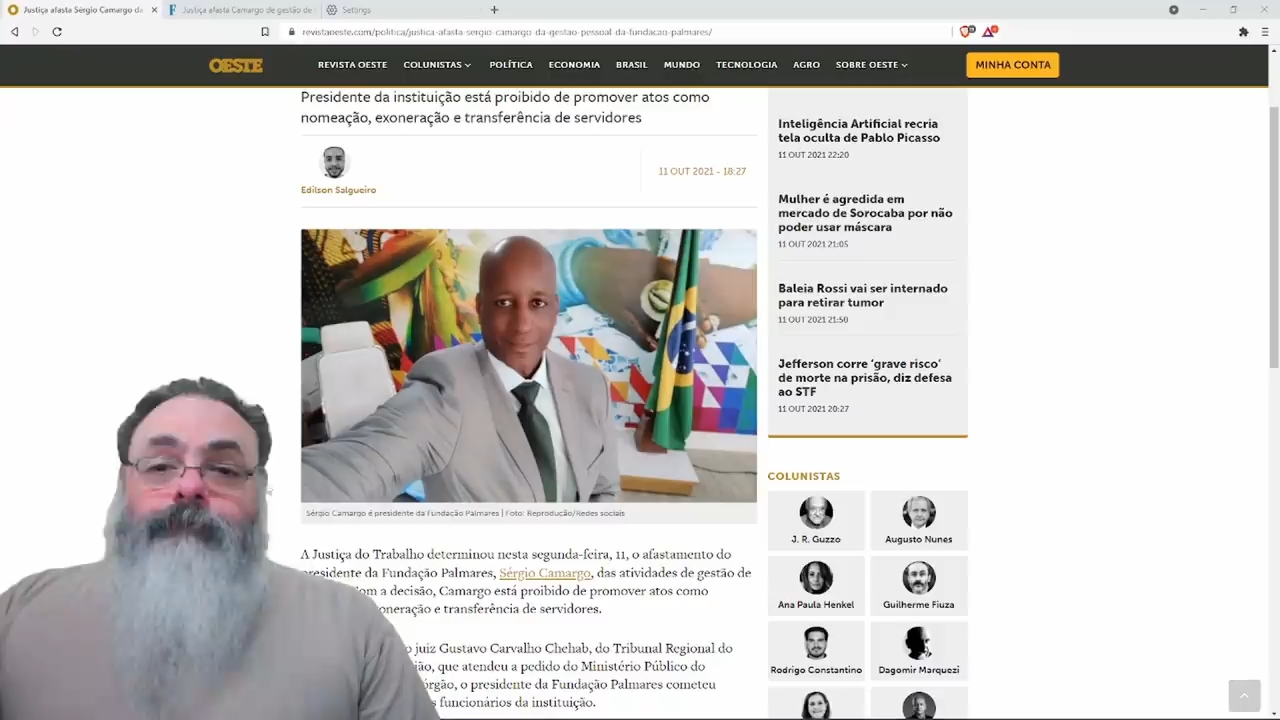 Justiça afasta Sérgio Camargo da
Justiça afasta Camargo de gestão de
Settings
revistaoeste.com/politica/justica-afasta-sergio-camargo-da-gestao-pessoal-da-fundacao-palmares/
OESTE
REVISTA OESTE
COLUNISTAS
POLÍTICA
ECONOMIA
BRASIL
MUNDO
TECNOLOGIA
AGRO
SOBRE OESTE
MINHA CONTA
Presidente da instituição está proibido de promover atos como
nomeação, exoneração e transferência de servidores
Edilson Salgueiro
11 OUT 2021 - 18:27
Sérgio Camargo é presidente da Fundação Palmares | Foto: Reprodução/Redes sociais
A Justiça do Trabalho determinou nesta segunda-feira, 11, o afastamento do
presidente da Fundação Palmares, Sérgio Camargo, das atividades de gestão de
a decisão, Camargo está proibido de promover atos como
exoneração e transferência de servidores.
juiz Gustavo Carvalho Chehab, do Tribunal Regional do
que atendeu a pedido do Ministério Público do
órgão, o presidente da Fundação Palmares cometeu
funcionários da instituição.
Inteligência Artificial recria
tela oculta de Pablo Picasso
11 OUT 2021 22:20
Mulher é agredida em
mercado de Sorocaba por não
poder usar máscara
11 OUT 2021 21:05
Baleia Rossi vai ser internado
para retirar tumor
11 OUT 2021 21:50
Jefferson corre ‘grave risco’
de morte na prisão, diz defesa
ao STF
11 OUT 2021 20:27
COLUNISTAS
J. R. Guzzo
Augusto Nunes
Ana Paula Henkel
Guilherme Fiuza
Rodrigo Constantino
Dagomir Marquezi